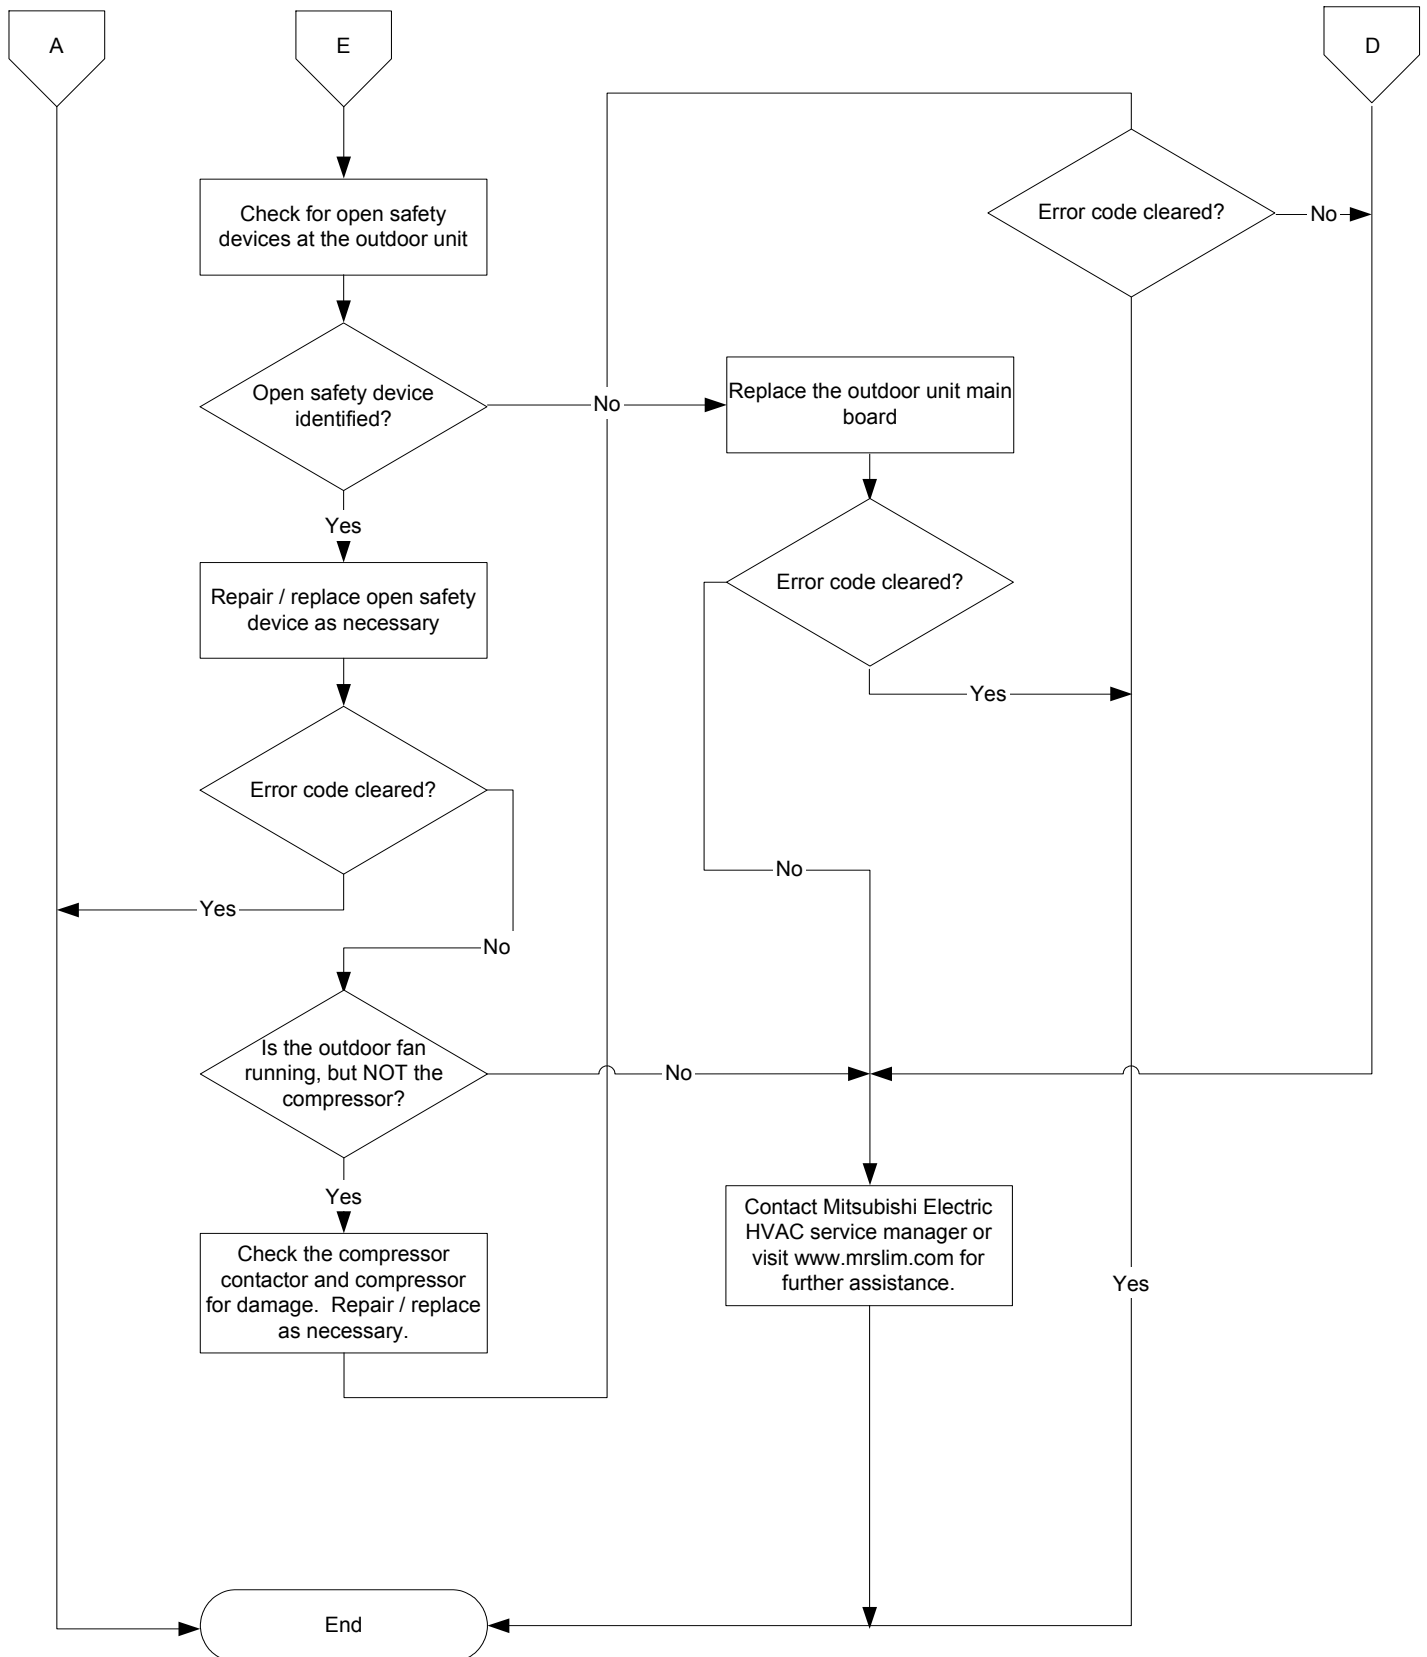 A
E
D
Check for open safety
devices at the outdoor unit
Error code cleared?
No
Open safety device
identified?
No
Replace the outdoor unit main
board
Yes
Repair / replace open safety
device as necessary
Error code cleared?
Yes
Error code cleared?
No
Yes
No
Is the outdoor fan
running, but NOT the
compressor?
No
Yes
Contact Mitsubishi Electric
HVAC service manager or
visit www.mrslim.com for
further assistance.
Check the compressor
contactor and compressor
for damage.  Repair / replace
as necessary.
Yes
End